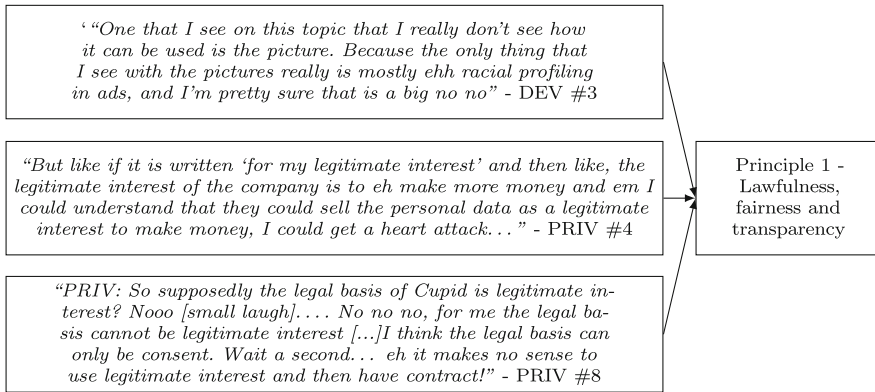 ‘ “One that I see on this topic that I really don’t see how
it can be used is the picture. Because the only thing that
I see with the pictures really is mostly ehh racial profiling
in ads, and I’m pretty sure that is a big no no” - DEV #3
“But like if it is written ‘for my legitimate interest’ and then like, the
legitimate interest of the company is to eh make more money and em I
could understand that they could sell the personal data as a legitimate
interest to make money, I could get a heart attack. . . ” - PRIV #4
“PRIV: So supposedly the legal basis of Cupid is legitimate in-
terest? Nooo [small laugh]. . . . No no no, for me the legal ba-
sis cannot be legitimate interest [...]I think the legal basis can
only be consent. Wait a second. . . eh it makes no sense to
use legitimate interest and then have contract!” - PRIV #8
Principle 1 -
Lawfulness,
fairness and
transparency